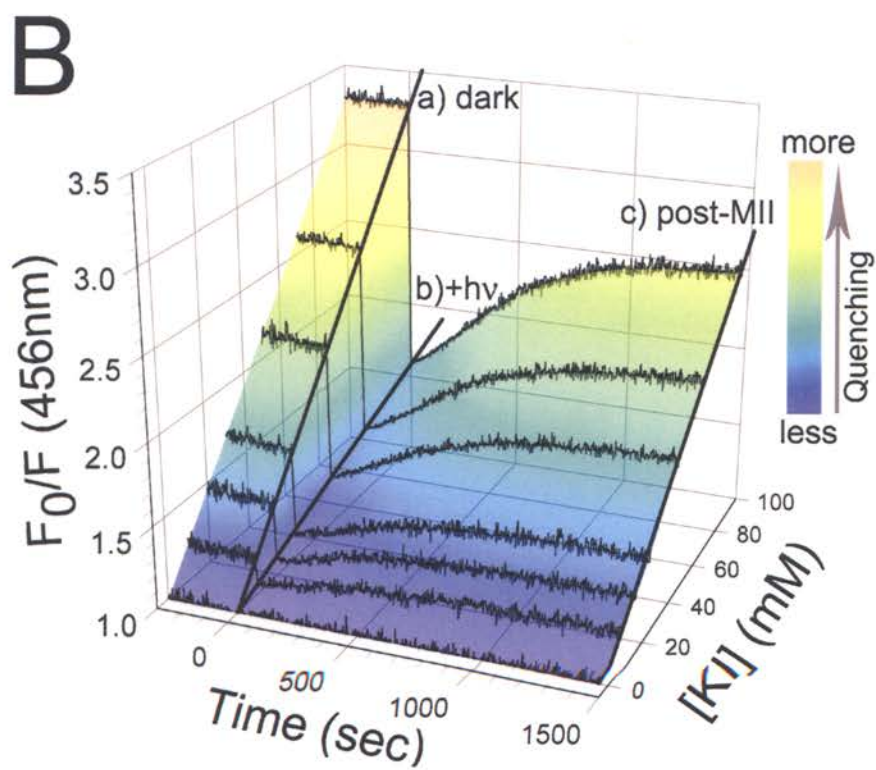 B
a) dark
more
c) post-MII
b)+hν
Quenching
less
F0/F (456nm)
3.5
3.0
2.5
2.0
1.5
1.0
0
500
1000
1500
Time (sec)
0
20
40
60
80
100
[KI] (mM)